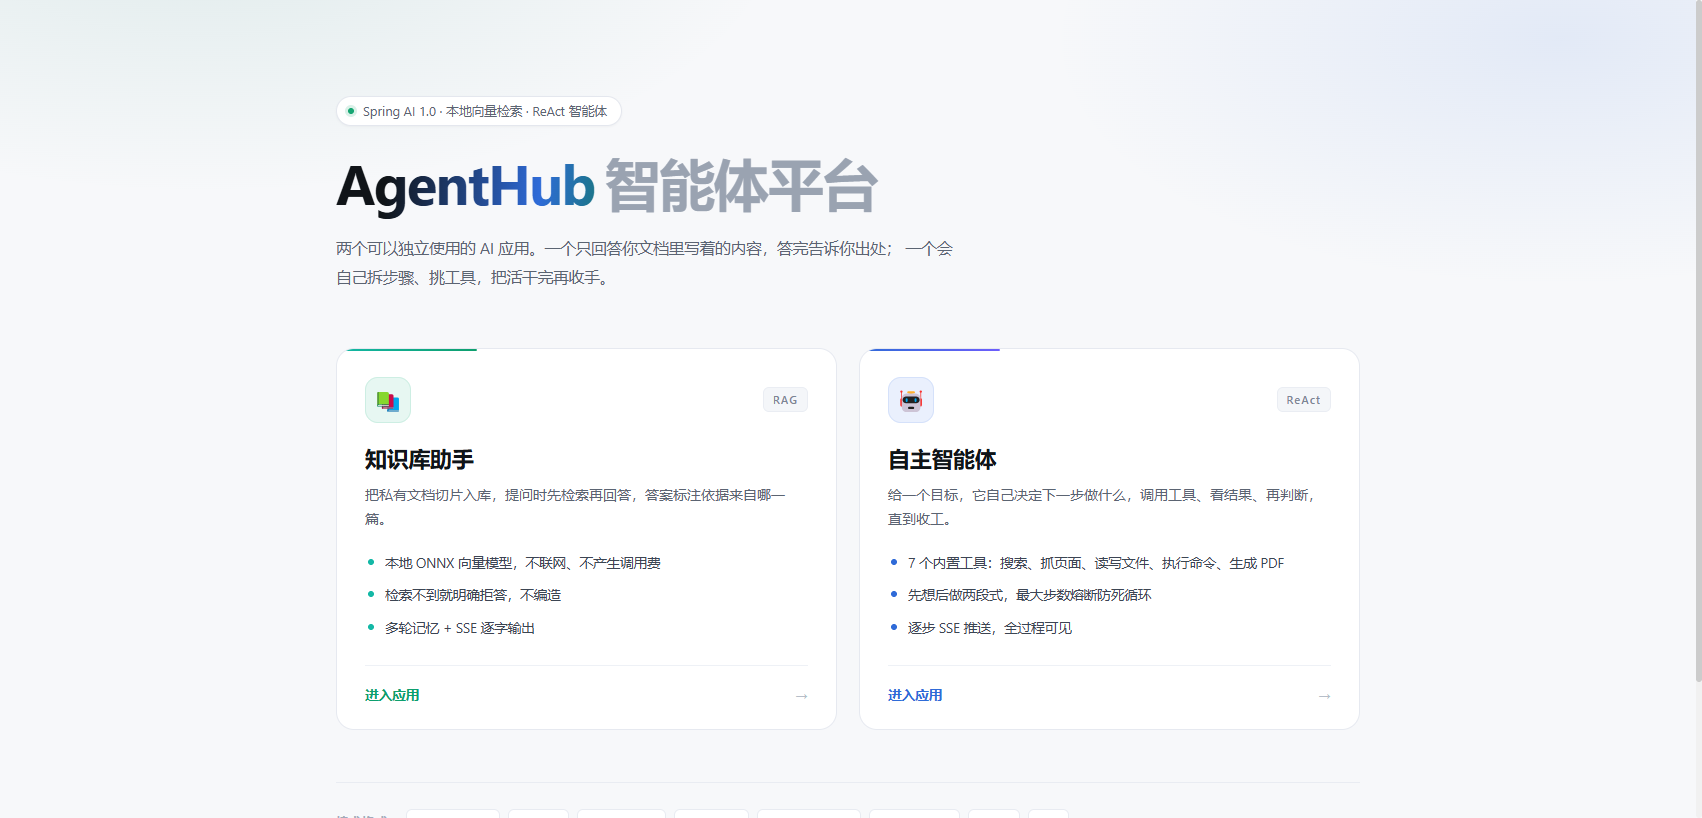 Spring AI 1.0 · 本地向量检索 · ReAct 智能体
AgentHub 智能体平台
两个可以独立使用的 AI 应用。一个只回答你文档里写着的内容，答完告诉你出处； 一个会
自己拆步骤、挑工具，把活干完再收手。
RAG
知识库助手
把私有文档切片入库，提问时先检索再回答，答案标注依据来自哪一
篇。
本地 ONNX 向量模型，不联网、不产生调用费
检索不到就明确拒答，不编造
多轮记忆 + SSE 逐字输出
进入应用 →
ReAct
自主智能体
给一个目标，它自己决定下一步做什么，调用工具、看结果、再判断，
直到收工。
7 个内置工具：搜索、抓页面、读写文件、执行命令、生成 PDF
先想后做两段式，最大步数熔断防死循环
逐步 SSE 推送，全过程可见
进入应用 →